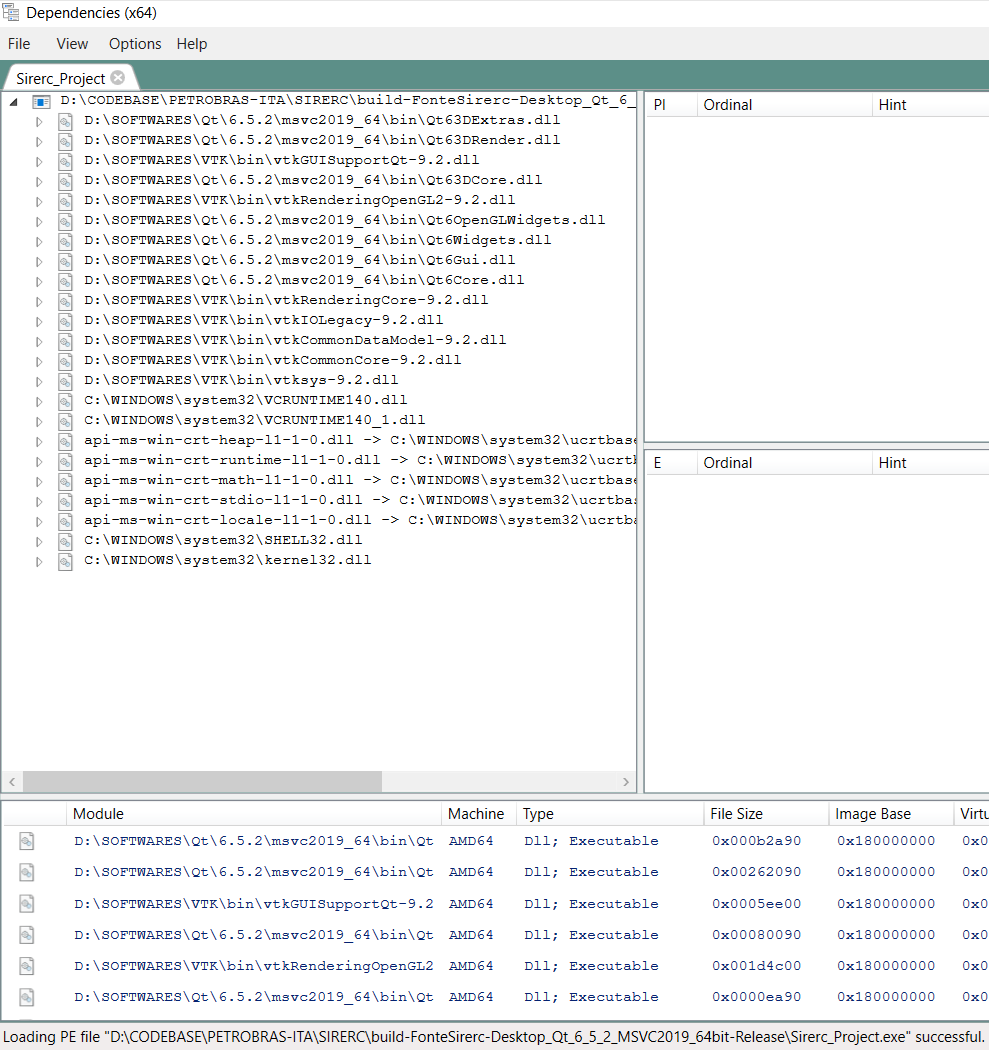 Dependencies (x64)
File View Options Help
Sirerc_Project
D:\CODEBASE\PETROBRAS-ITA\SIRERC\build-FonteSirerc-Desktop_Qt_6_
D:\SOFTWARES\Qt\6.5.2\msvc2019_64\bin\Qt63DExtras.dll
D:\SOFTWARES\Qt\6.5.2\msvc2019_64\bin\Qt63DRender.dll
D:\SOFTWARES\VTK\bin\vtkGUISupportQt-9.2.dll
D:\SOFTWARES\Qt\6.5.2\msvc2019_64\bin\Qt63DCore.dll
D:\SOFTWARES\VTK\bin\vtkRenderingOpenGL2-9.2.dll
D:\SOFTWARES\Qt\6.5.2\msvc2019_64\bin\Qt6OpenGLWidgets.dll
D:\SOFTWARES\Qt\6.5.2\msvc2019_64\bin\Qt6Widgets.dll
D:\SOFTWARES\Qt\6.5.2\msvc2019_64\bin\Qt6Gui.dll
D:\SOFTWARES\Qt\6.5.2\msvc2019_64\bin\Qt6Core.dll
D:\SOFTWARES\VTK\bin\vtkRenderingCore-9.2.dll
D:\SOFTWARES\VTK\bin\vtkIOLegacy-9.2.dll
D:\SOFTWARES\VTK\bin\vtkCommonDataModel-9.2.dll
D:\SOFTWARES\VTK\bin\vtkCommonCore-9.2.dll
D:\SOFTWARES\VTK\bin\vtksys-9.2.dll
C:\WINDOWS\system32\VCRUNTIME140.dll
C:\WINDOWS\system32\VCRUNTIME140_1.dll
api-ms-win-crt-heap-l1-1-0.dll -> C:\WINDOWS\system32\ucrtbase
api-ms-win-crt-runtime-l1-1-0.dll -> C:\WINDOWS\system32\ucrtb
api-ms-win-crt-math-l1-1-0.dll -> C:\WINDOWS\system32\ucrtbase
api-ms-win-crt-stdio-l1-1-0.dll -> C:\WINDOWS\system32\ucrtbas
api-ms-win-crt-locale-l1-1-0.dll -> C:\WINDOWS\system32\ucrtba
C:\WINDOWS\system32\SHELL32.dll
C:\WINDOWS\system32\kernel32.dll
PI Ordinal Hint
E Ordinal Hint
Module Machine Type File Size Image Base Virtu
D:\SOFTWARES\Qt\6.5.2\msvc2019_64\bin\Qt AMD64 Dll; Executable 0x000b2a90 0x180000000 0x0
D:\SOFTWARES\Qt\6.5.2\msvc2019_64\bin\Qt AMD64 Dll; Executable 0x00262090 0x180000000 0x0
D:\SOFTWARES\VTK\bin\vtkGUISupportQt-9.2 AMD64 Dll; Executable 0x0005ee00 0x180000000 0x0
D:\SOFTWARES\Qt\6.5.2\msvc2019_64\bin\Qt AMD64 Dll; Executable 0x00080090 0x180000000 0x0
D:\SOFTWARES\VTK\bin\vtkRenderingOpenGL2 AMD64 Dll; Executable 0x001d4c00 0x180000000 0x0
D:\SOFTWARES\Qt\6.5.2\msvc2019_64\bin\Qt AMD64 Dll; Executable 0x0000ea90 0x180000000 0x0
Loading PE file "D:\CODEBASE\PETROBRAS-ITA\SIRERC\build-FonteSirerc-Desktop_Qt_6_5_2_MSVC2019_64bit-Release\Sirerc_Project.exe" successful.